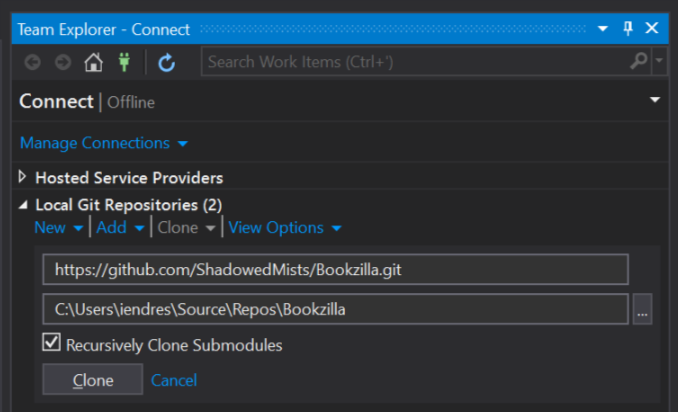 Team Explorer - Connect
Search Work Items (Ctrl+')
Connect | Offline
Manage Connections
Hosted Service Providers
Local Git Repositories (2)
New | Add | Clone | View Options
https://github.com/ShadowedMists/Bookzilla.git
C:\Users\iendres\Source\Repos\Bookzilla
...
Recursively Clone Submodules
Clone Cancel